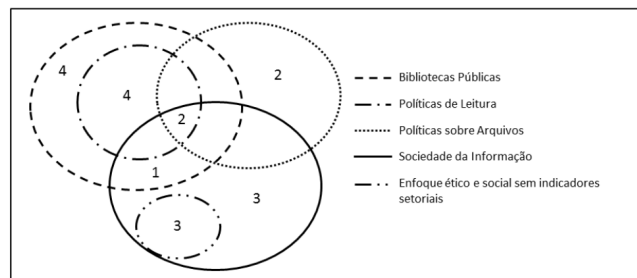 4
4
2
2
1
3
3
Bibliotecas Públicas
Políticas de Leitura
Políticas sobre Arquivos
Sociedade da Informação
Enfoque ético e social sem indicadores
setoriais